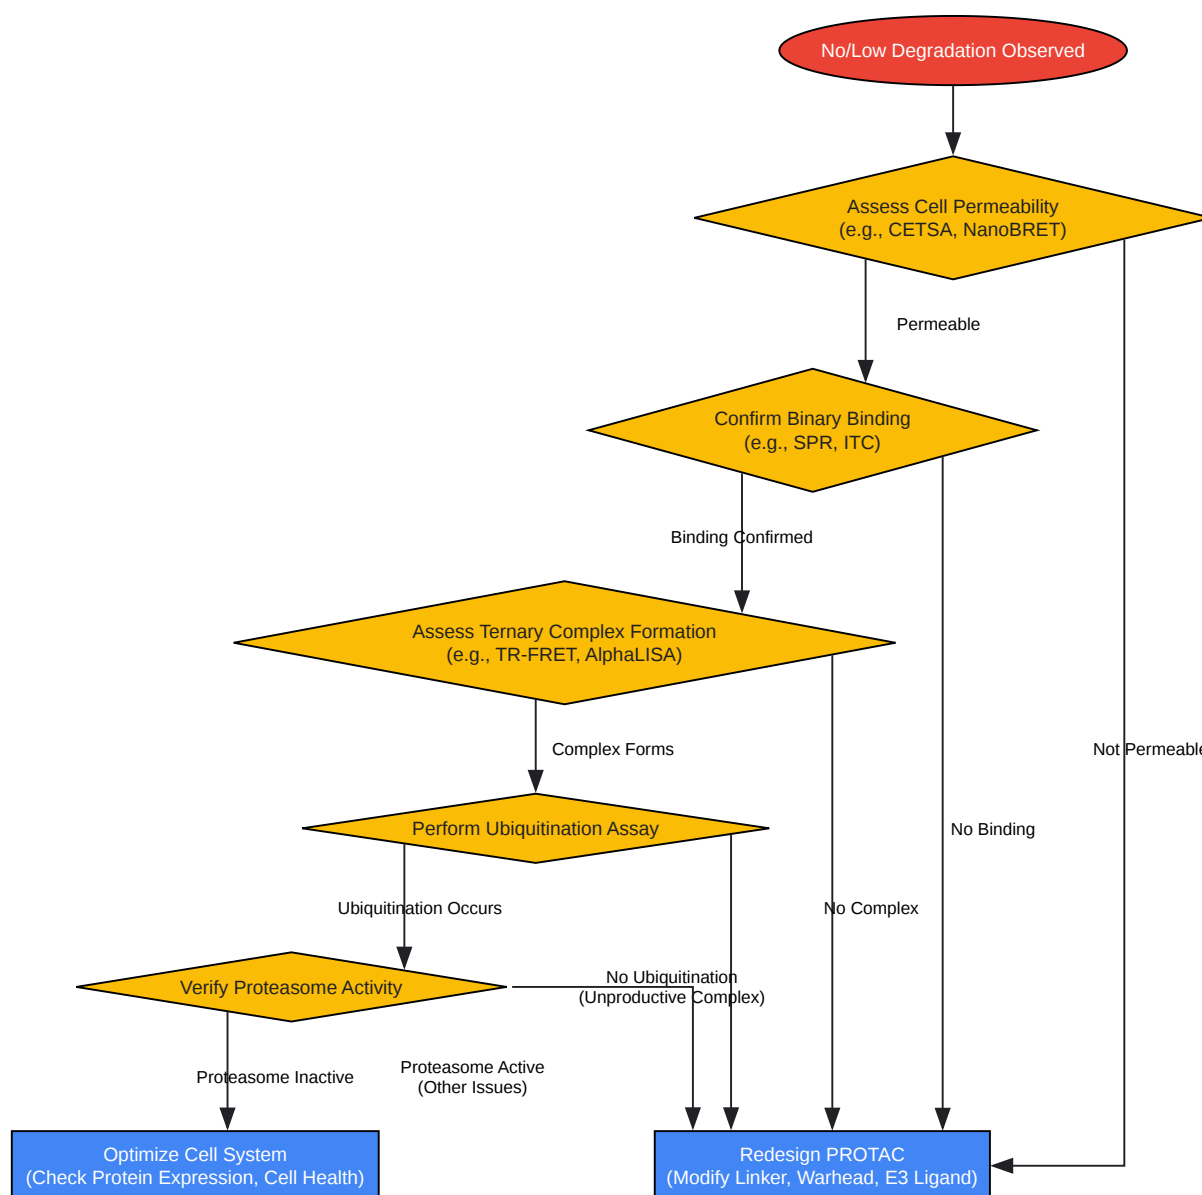 No/Low Degradation Observed
Assess Cell Permeability
(e.g., CETSA, NanoBRET)
Permeable
Confirm Binary Binding
(e.g., SPR, ITC)
Binding Confirmed
Assess Ternary Complex Formation
(e.g., TR-FRET, AlphaLISA)
Complex Forms
Not Permeable
Perform Ubiquitination Assay
No Binding
Ubiquitination Occurs
No Complex
Verify Proteasome Activity
No Ubiquitination
(Unproductive Complex)
Proteasome Inactive
Proteasome Active
(Other Issues)
Optimize Cell System
(Check Protein Expression, Cell Health)
Redesign PROTAC
(Modify Linker, Warhead, E3 Ligand)